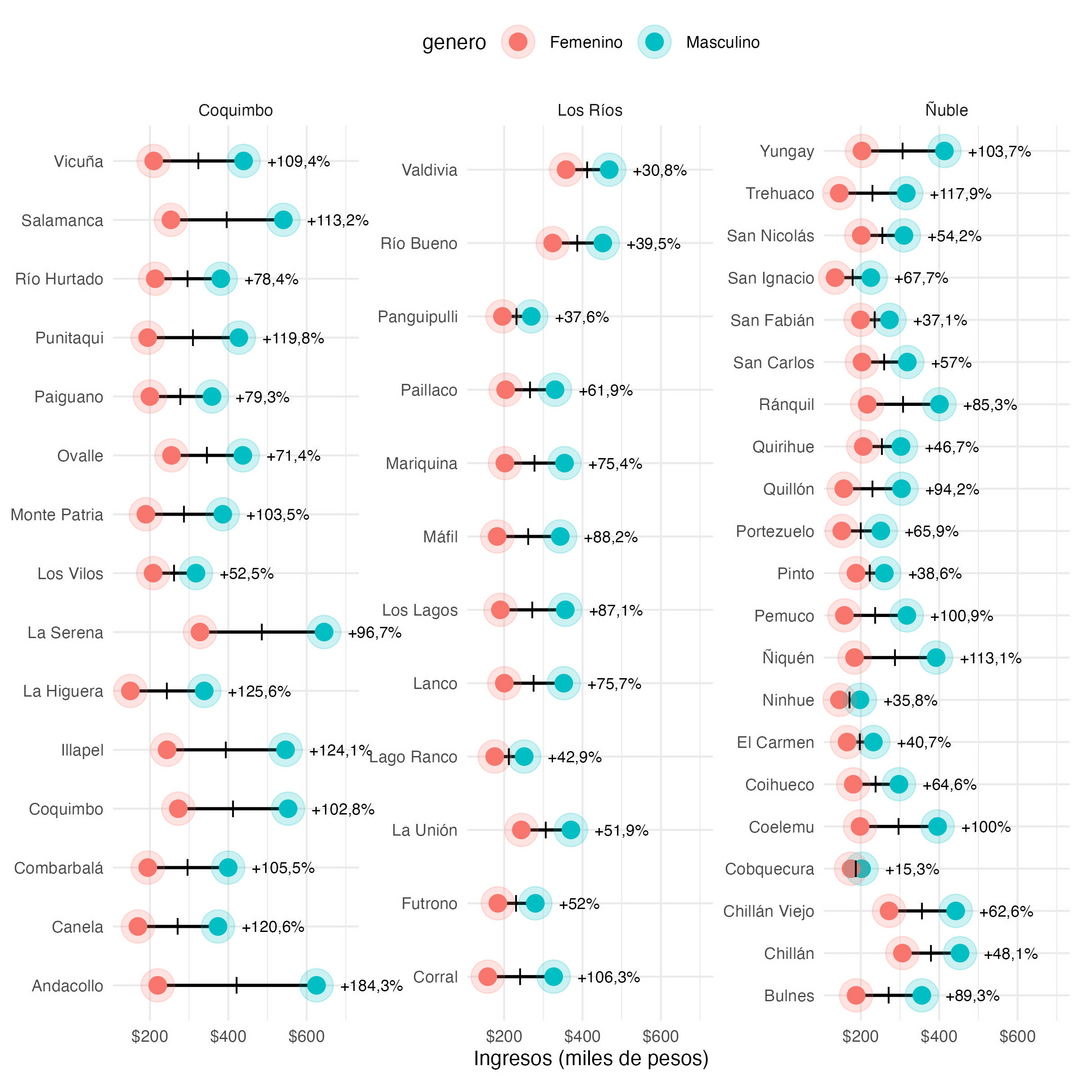 genero Femenino Masculino
Coquimbo
Vicuña +109,4%
Salamanca +113,2%
Río Hurtado +78,4%
Punitaqui +119,8%
Paiguano +79,3%
Ovalle +71,4%
Monte Patria +103,5%
Los Vilos +52,5%
La Serena +96,7%
La Higuera +125,6%
Illapel +124,1%
Coquimbo +102,8%
Combarbalá +105,5%
Canela +120,6%
Andacollo +184,3%
$200 $400 $600
Los Ríos
Valdivia +30,8%
Río Bueno +39,5%
Panguipulli +37,6%
Paillaco +61,9%
Mariquina +75,4%
Máfil +88,2%
Los Lagos +87,1%
Lanco +75,7%
Lago Ranco +42,9%
La Unión +51,9%
Futrono +52%
Corral +106,3%
$200 $400 $600
Ñuble
Yungay +103,7%
Trehuaco +117,9%
San Nicolás +54,2%
San Ignacio +67,7%
San Fabián +37,1%
San Carlos +57%
Ránquil +85,3%
Quirihue +46,7%
Quillón +94,2%
Portezuelo +65,9%
Pinto +38,6%
Pemuco +100,9%
Ñiquén +113,1%
Ninhue +35,8%
El Carmen +40,7%
Coihueco +64,6%
Coelemu +100%
Cobquecura +15,3%
Chillán Viejo +62,6%
Chillán +48,1%
Bulnes +89,3%
$200 $400 $600
Ingresos (miles de pesos)